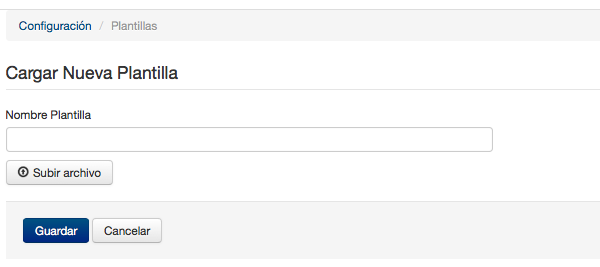 Configuración / Plantillas
Cargar Nueva Plantilla
Nombre Plantilla
Subir archivo
Guardar Cancelar